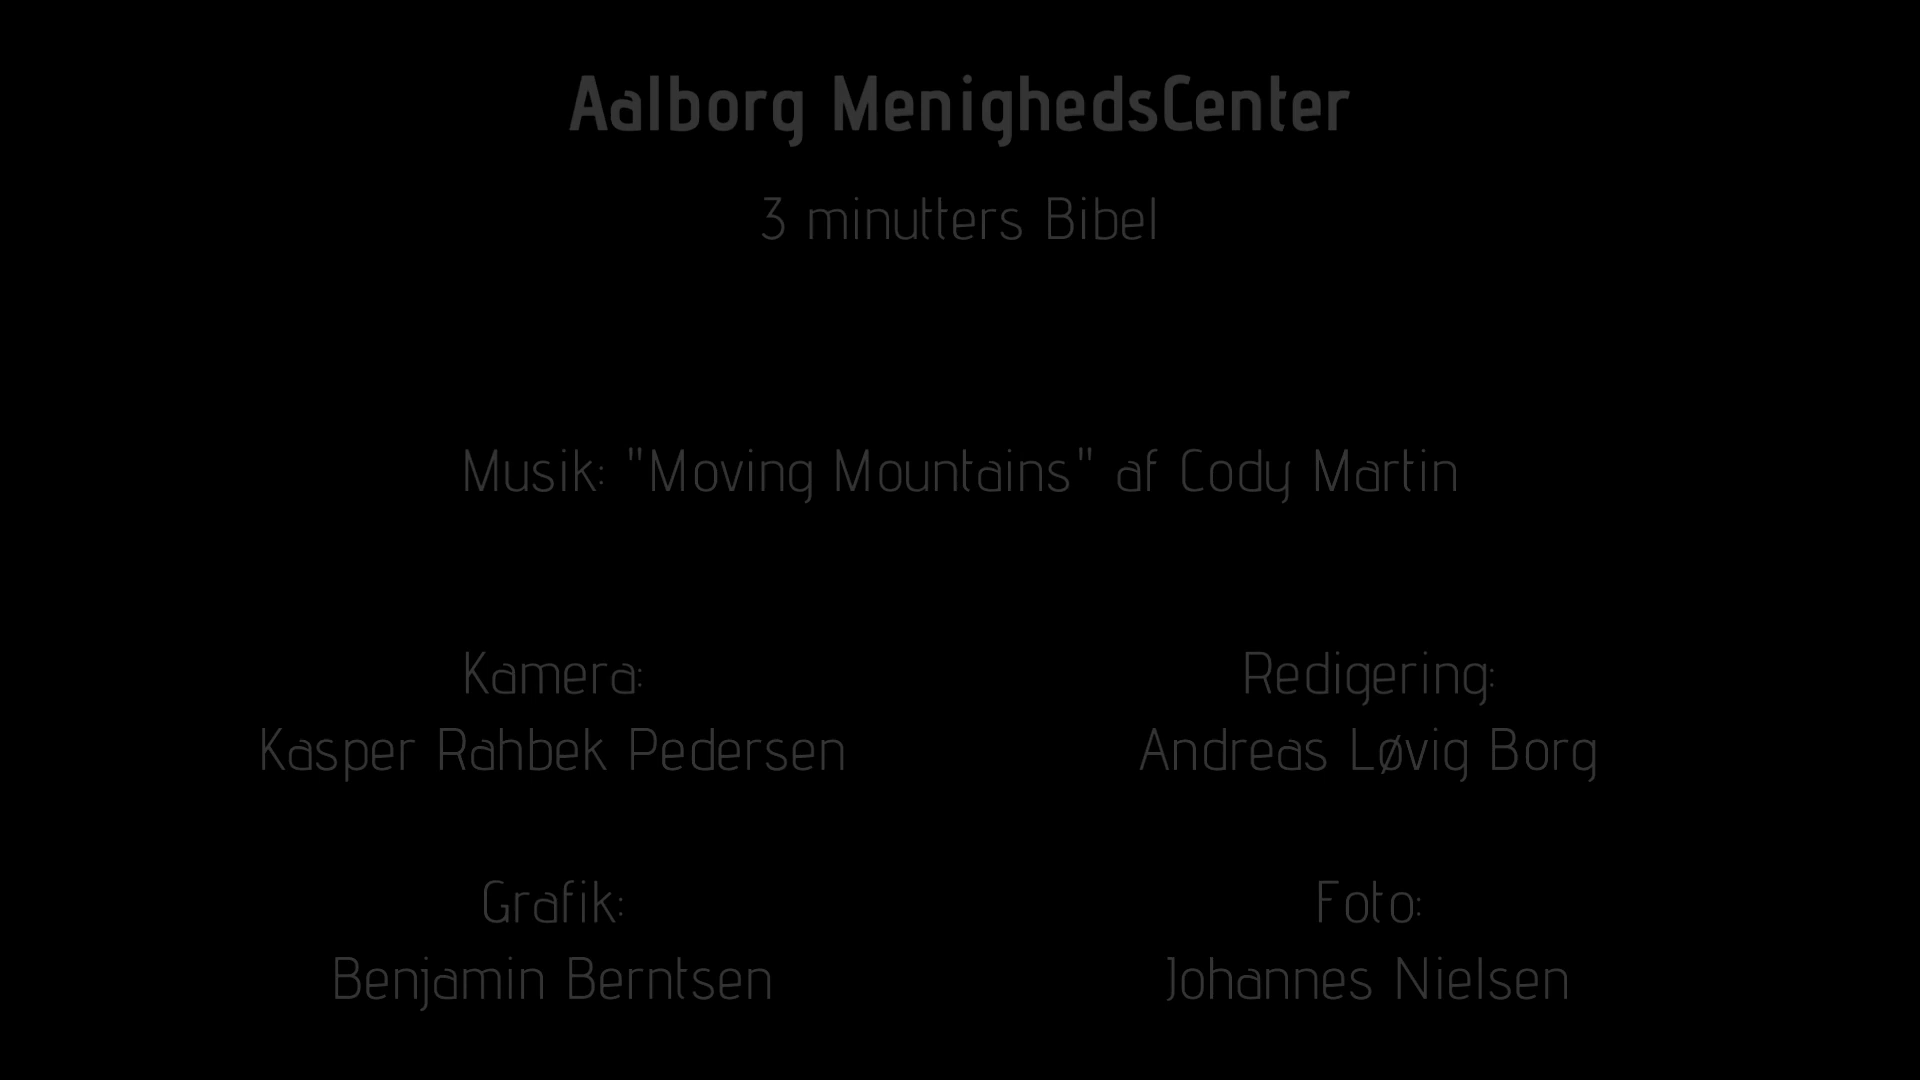 Aalborg MenighedsCenter
3 minutters Bibel
Musik: "Moving Mountains" af Cody Martin
Kamera:
Kasper Rahbek Pedersen
Redigering:
Andreas Løvig Borg
Grafik:
Benjamin Berntsen
Foto:
Johannes Nielsen